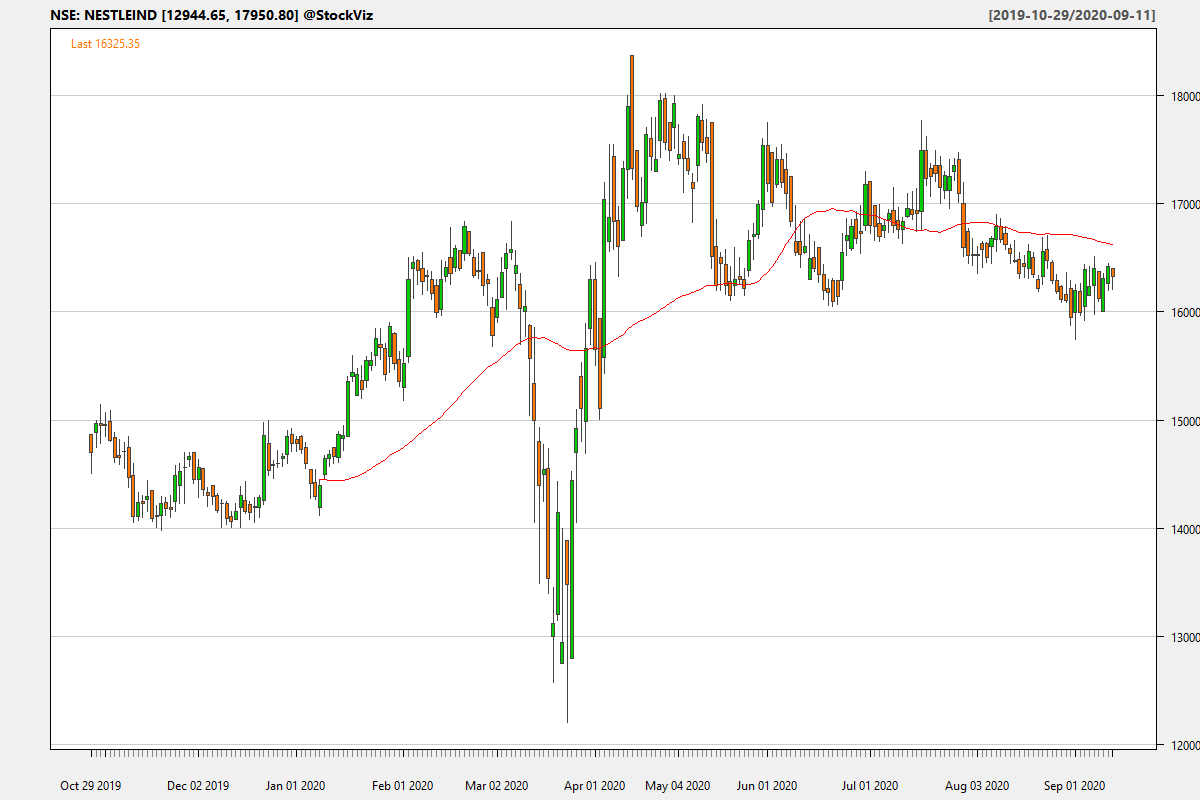 NSE: NESTLEIND [12944.65, 17950.80] @StockViz
[2019-10-29/2020-09-11]
Last 16325.35
18000
17000
16000
15000
14000
13000
12000
Oct 29 2019
Dec 02 2019
Jan 01 2020
Feb 01 2020
Mar 02 2020
Apr 01 2020
May 04 2020
Jun 01 2020
Jul 01 2020
Aug 03 2020
Sep 01 2020